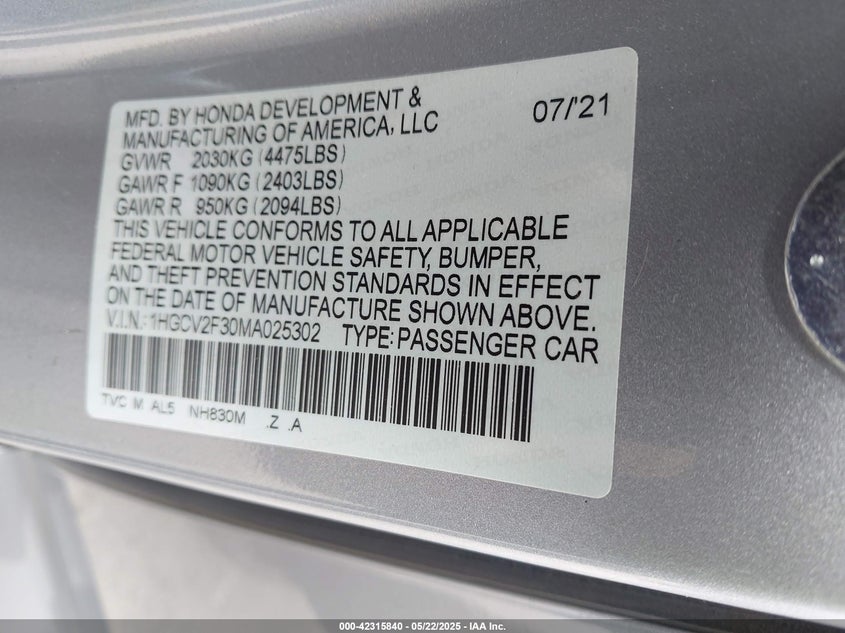 MFD. BY HONDA DEVELOPMENT &
MANUFACTURING OF AMERICA, LLC
07/'21
GVWR 2030KG (4475LBS)
GAWR F 1090KG (2403LBS)
GAWR R 950KG (2094LBS)
THIS VEHICLE CONFORMS TO ALL APPLICABLE
FEDERAL MOTOR VEHICLE SAFETY, BUMPER,
AND THEFT PREVENTION STANDARDS IN EFFECT
ON THE DATE OF MANUFACTURE SHOWN ABOVE.
V.I.N.: 1HGCV2F30MA025302 TYPE: PASSENGER CAR
TVC M AL5 NH830M .Z .A
000-42315840 - 05/22/2025 - IAA Inc.